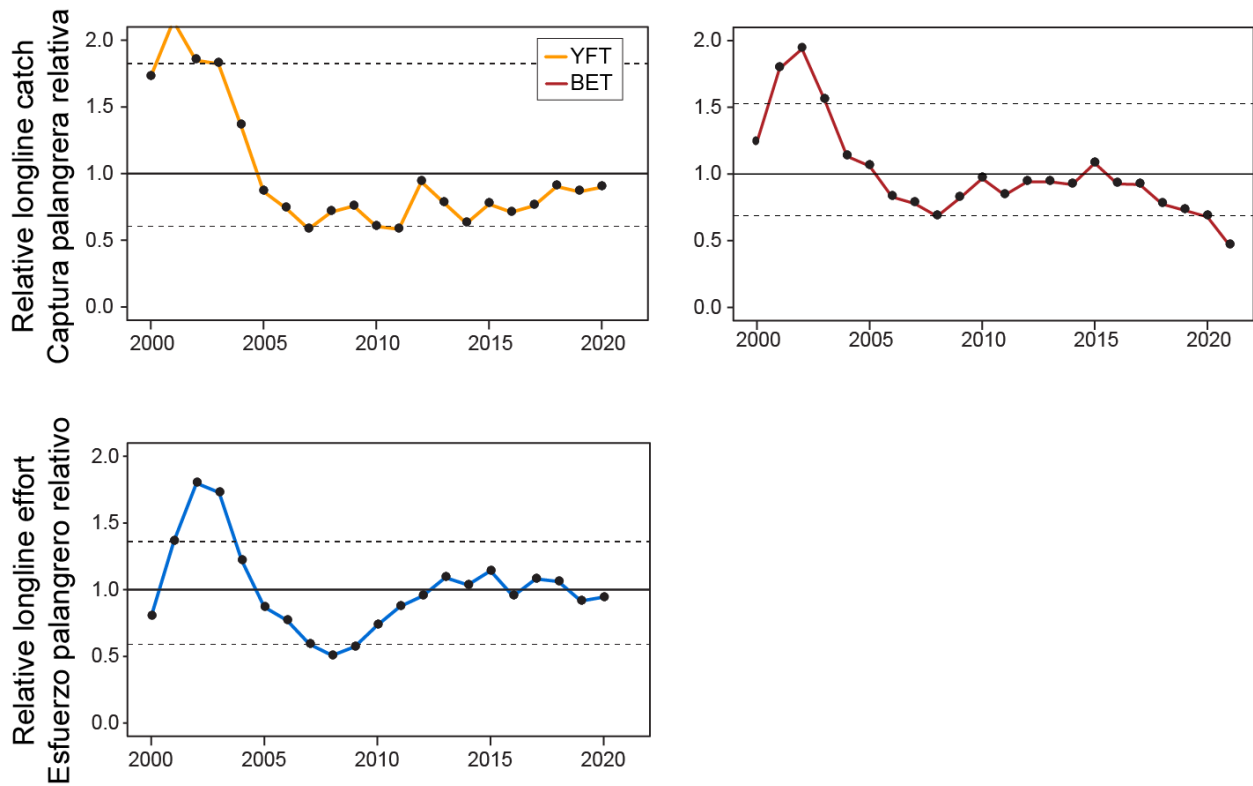 Relative longline catch
Captura palangrera relativa
2.0
1.5
1.0
0.5
0.0
YFT
BET
2000 2005 2010 2015 2020
2.0
1.5
1.0
0.5
0.0
2000 2005 2010 2015 2020
Relative longline effort
Esfuerzo palangrero relativo
2.0
1.5
1.0
0.5
0.0
2000 2005 2010 2015 2020